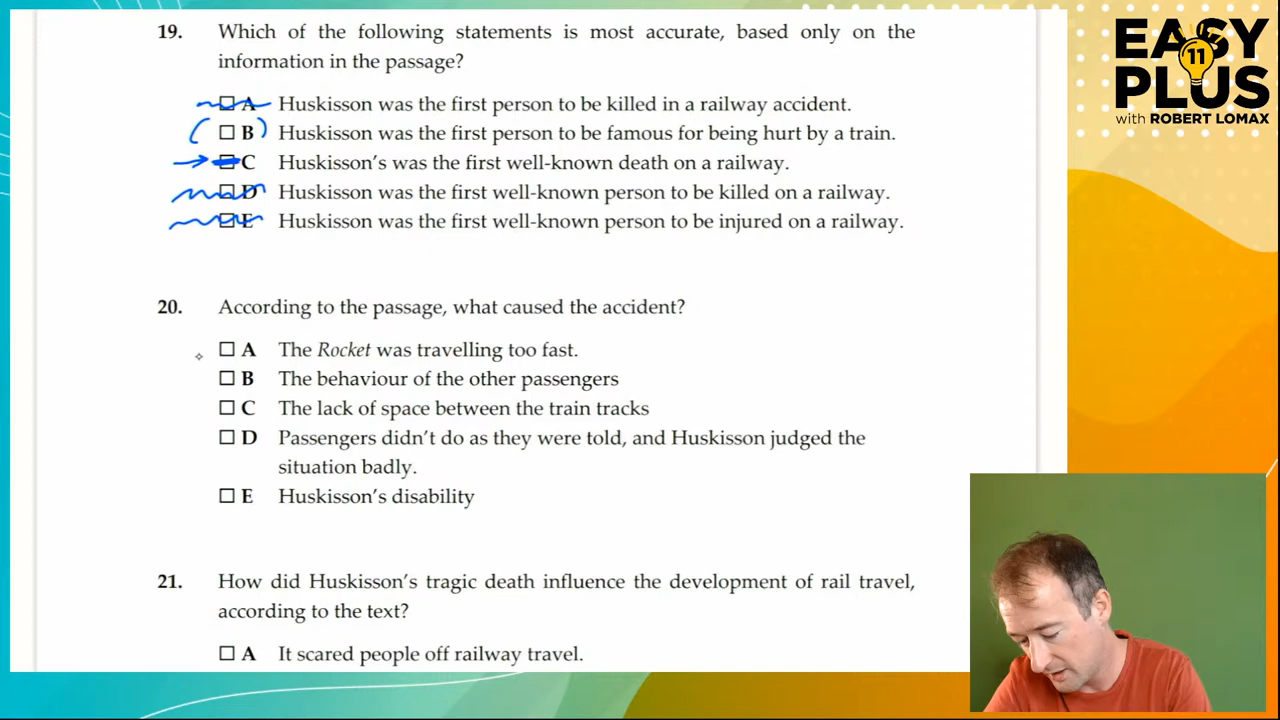 19. Which of the following statements is most accurate, based only on the
information in the passage?
A Huskisson was the first person to be killed in a railway accident.
( B ) Huskisson was the first person to be famous for being hurt by a train.
C Huskisson's was the first well-known death on a railway.
D Huskisson was the first well-known person to be killed on a railway.
E Huskisson was the first well-known person to be injured on a railway.
20. According to the passage, what caused the accident?
A The Rocket was travelling too fast.
B The behaviour of the other passengers
C The lack of space between the train tracks
D Passengers didn't do as they were told, and Huskisson judged the
situation badly.
E Huskisson's disability
21. How did Huskisson's tragic death influence the development of rail travel,
according to the text?
A It scared people off railway travel.
EASY
11
PLUS
with ROBERT LOMAX